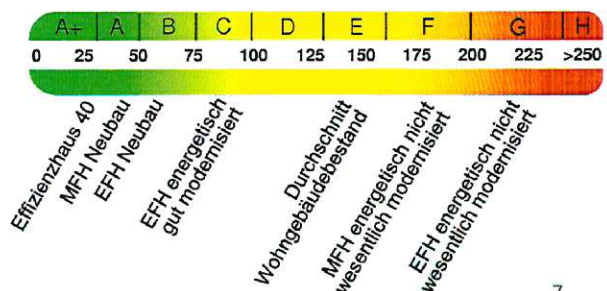 A+ A B C D E F G H
0 25 50 75 100 125 150 175 200 225 >250
Effizienzhaus 40
MFH Neubau
EFH Neubau
EFH energetisch
gut modernisiert
Durchschnitt
Wohngebäudebestand
MFH energetisch nicht
wesentlich modernisiert
EFH energetisch nicht
wesentlich modernisiert
7